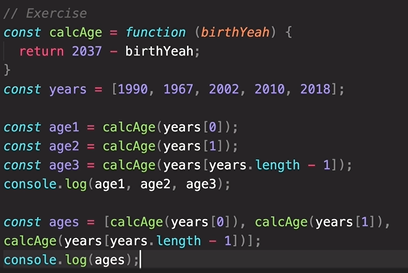 // Exercise
const calcAge = function (birthYeah) {
  return 2037 - birthYeah;
}
const years = [1990, 1967, 2002, 2010, 2018];

const age1 = calcAge(years[0]);
const age2 = calcAge(years[1]);
const age3 = calcAge(years[years.length - 1]);
console.log(age1, age2, age3);

const ages = [calcAge(years[0]), calcAge(years[1]),
calcAge(years[years.length - 1])];
console.log(ages);